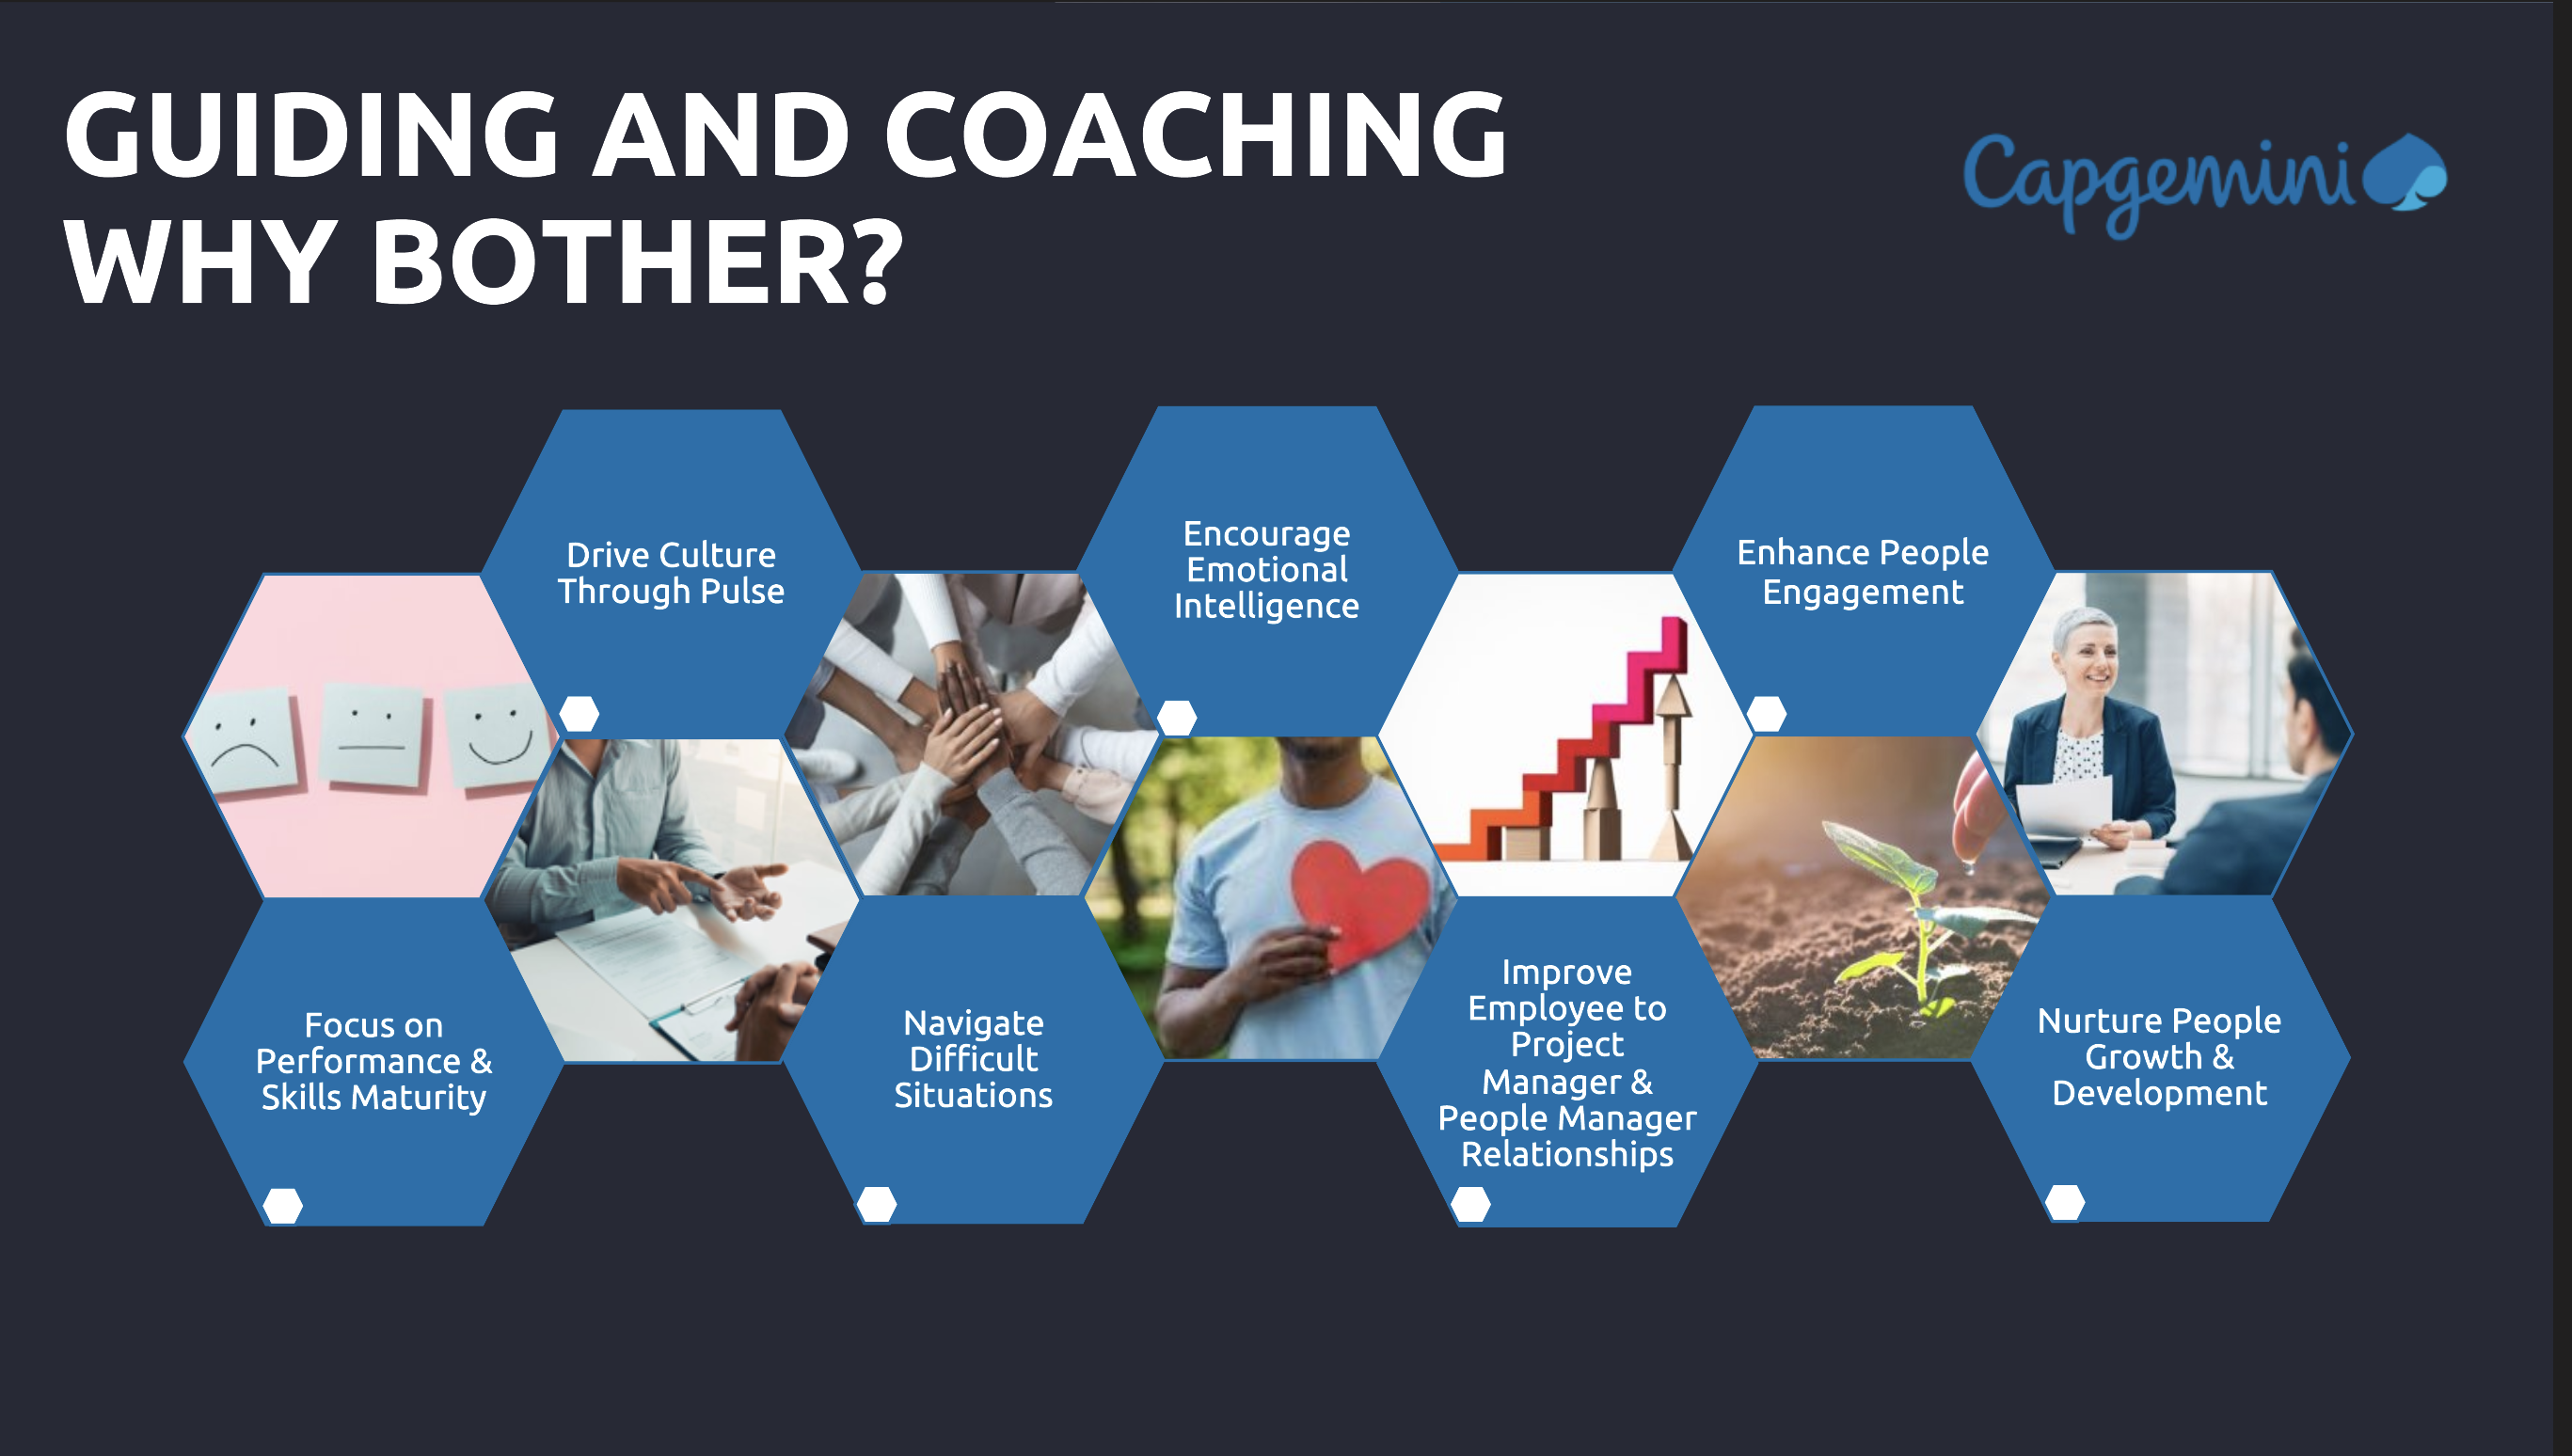 GUIDING AND COACHING
WHY BOTHER?
Capgemini
Drive Culture
Through Pulse
Encourage
Emotional
Intelligence
Enhance People
Engagement
Focus on
Performance &
Skills Maturity
Navigate
Difficult
Situations
Improve
Employee to
Project
Manager &
People Manager
Relationships
Nurture People
Growth &
Development